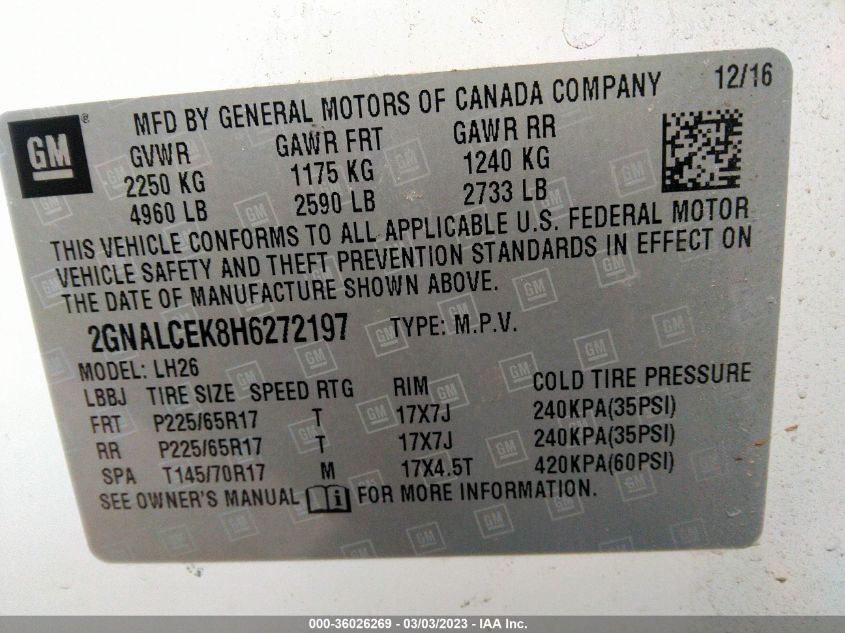 GM ® MFD BY GENERAL MOTORS OF CANADA COMPANY 12/16
GVWR GAWR FRT GAWR RR
2250 KG 1175 KG 1240 KG
4960 LB 2590 LB 2733 LB
THIS VEHICLE CONFORMS TO ALL APPLICABLE U.S. FEDERAL MOTOR
VEHICLE SAFETY AND THEFT PREVENTION STANDARDS IN EFFECT ON
THE DATE OF MANUFACTURE SHOWN ABOVE.
2GNALCEK8H6272197 TYPE: M.P.V.
MODEL: LH26
LBBJ TIRE SIZE SPEED RTG RIM COLD TIRE PRESSURE
FRT P225/65R17 T 17X7J 240KPA(35PSI)
RR P225/65R17 T 17X7J 240KPA(35PSI)
SPA T145/70R17 M 17X4.5T 420KPA(60PSI)
SEE OWNER'S MANUAL i FOR MORE INFORMATION.
000-36026269 - 03/03/2023 - IAA Inc.